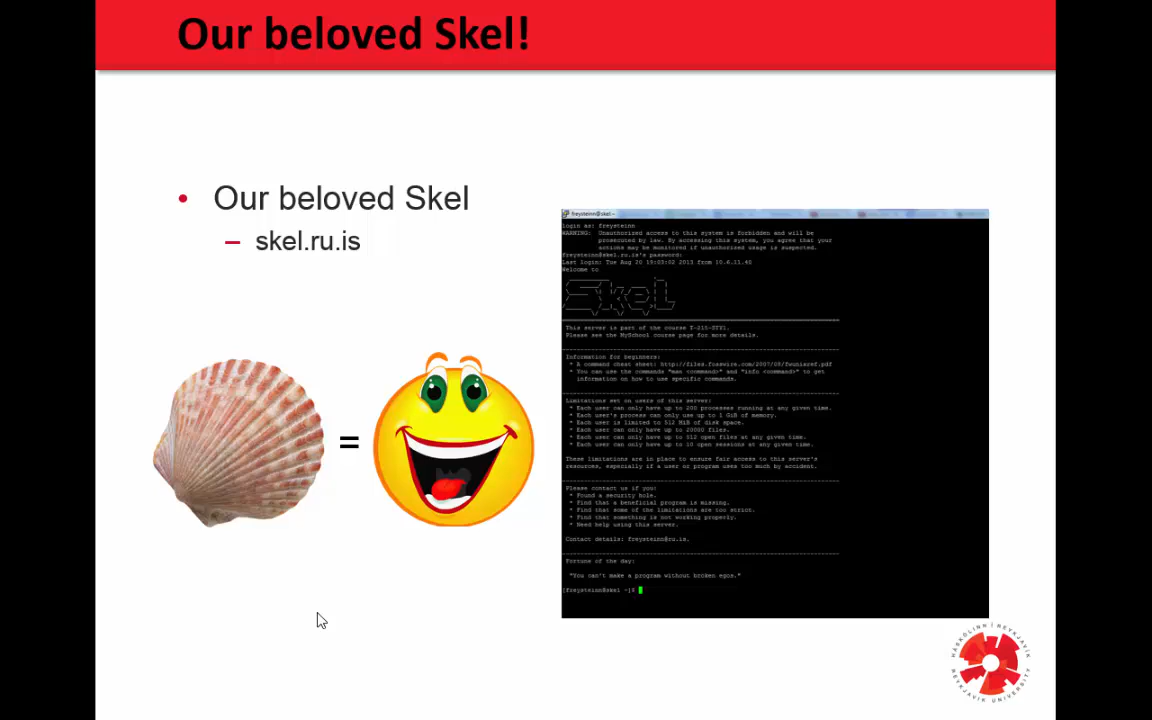 Our beloved Skel!
• Our beloved Skel
– skel.ru.is
=
freysteinn@skel:~
login as: freysteinn
WARNING: Unauthorized access to this system is forbidden and will be
prosecuted by law. By accessing this system, you agree that your
actions may be monitored if unauthorized usage is suspected.
freysteinn@skel.ru.is's password:
Last login: Tue Aug 20 19:03:02 2013 from 10.6.11.40
Welcome to
Skel
This server is part of the course T-215-STY1.
Please see the MySchool course page for more details.
Information for beginners:
* A command cheat sheet: http://files.fosswire.com/2007/08/fwunixref.pdf
* You can use the commands "man <command>" and "info <command>" to get
information on how to use specific commands.
Limitations set on users of this server:
* Each user can only have up to 200 processes running at any given time.
* Each user's process can only use up to 1 GiB of memory.
* Each user is limited to 512 MiB of disk space.
* Each user can only have up to 20000 files.
* Each user can only have up to 512 open files at any given time.
* Each user can only have up to 10 open sessions at any given time.
These limitations are in place to ensure fair access to this server's
resources, especially if a user or program uses too much by accident.
Please contact us if you:
* Found a security hole.
* Find that a beneficial program is missing.
* Find that some of the limitations are too strict.
* Find that something is not working properly.
* Need help using this server.
Contact details: freysteinn@ru.is.
Fortune of the day:
"You can't make a program without broken egos."
[freysteinn@skel ~]$
HÁSKÓLINN Í REYKJAVÍK
REYKJAVIK UNIVERSITY